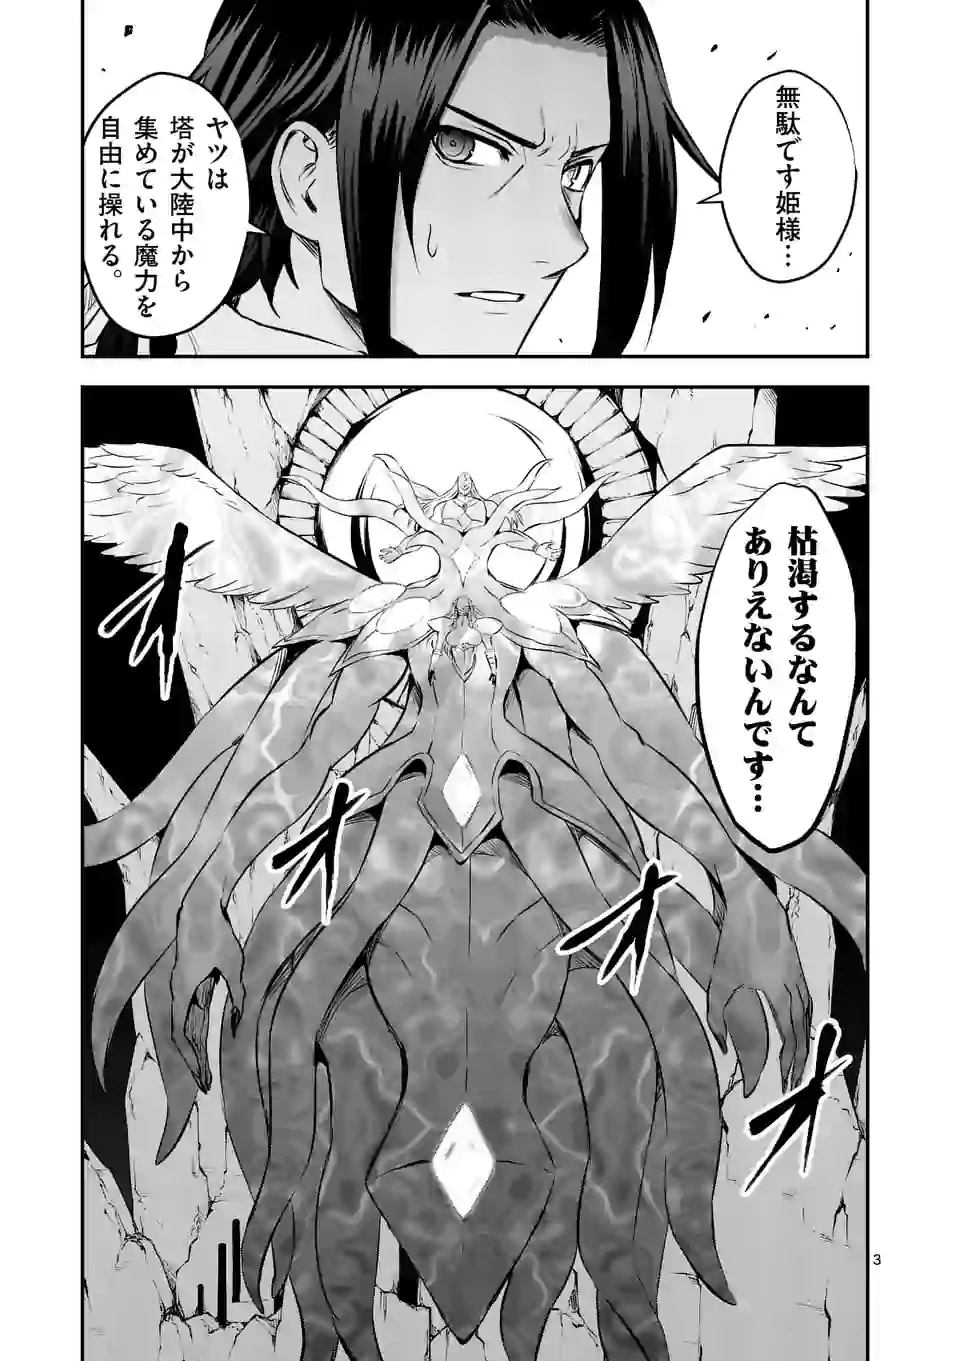 無駄です姫様…
ヤツは
塔が大陸中から
集めている魔力を
自由に操れる。
枯渇するなんて
ありえないんです…
オオオオ
3